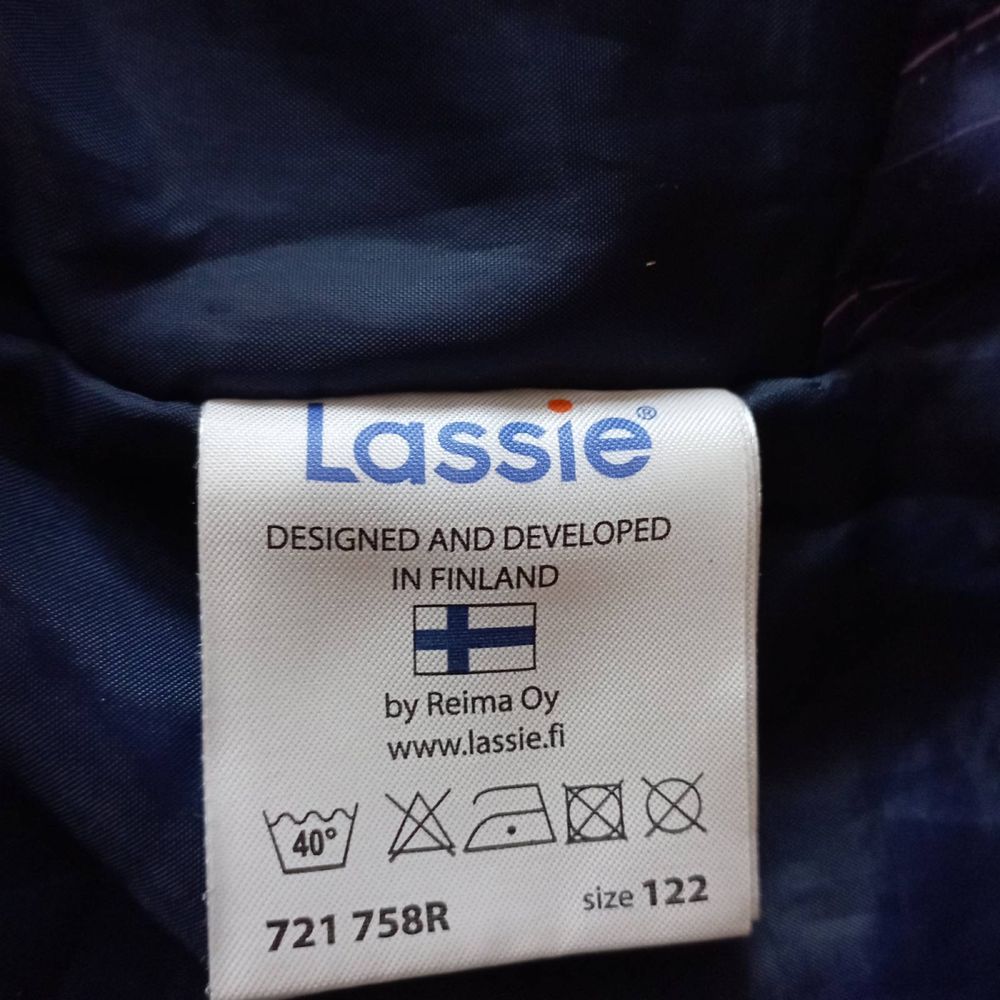 Lassie®
DESIGNED AND DEVELOPED
IN FINLAND
by Reima Oy
www.lassie.fi
40°
721 758R
size 122